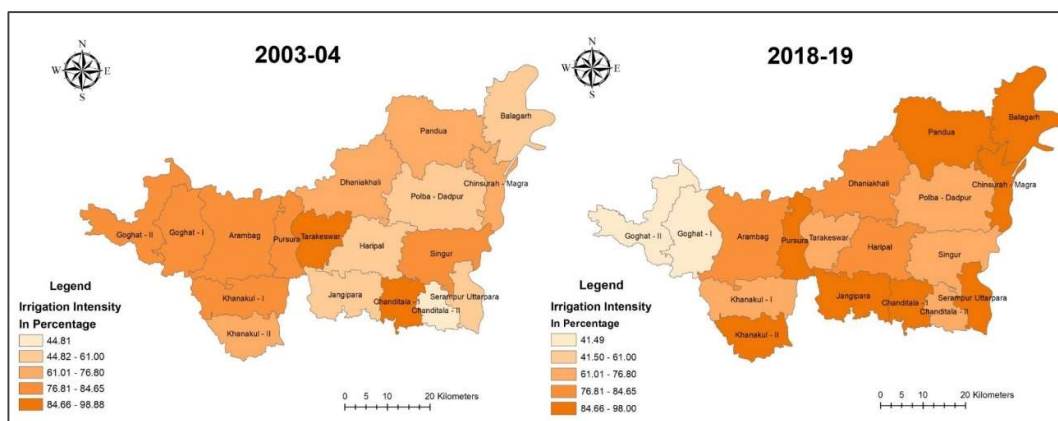 2003-04
N
W E
S
Balagarh
Pandua
Dhaniakhali
Chinsurah - Magra
Polba - Dadpur
Goghat - II
Goghat - I
Arambag
Pursura
Tarakeswar
Haripal
Singur
Khanakul - I
Jangipara
Chanditala -1
Serampur Uttarpara
Chanditala - II
Khanakul - II
Legend
Irrigation Intensity
In Percentage
44.81
44.82 - 61.00
61.01 - 76.80
76.81 - 84.65
84.66 - 98.88
0 5 10 20 Kilometers
2018-19
N
W E
S
Balagarh
Pandua
Dhaniakhali
Chinsurah - Magra
Polba - Dadpur
Goghat - II
Goghat - I
Arambag
Pursura
Tarakeswar
Haripal
Singur
Khanakul - I
Jangipara
Chanditala -1
Serampur Uttarpara
Chanditala - II
Khanakul - II
Legend
Irrigation Intensity
In Percentage
41.49
41.50 - 61.00
61.01 - 76.80
76.81 - 84.65
84.66 - 98.00
0 5 10 20 Kilometers